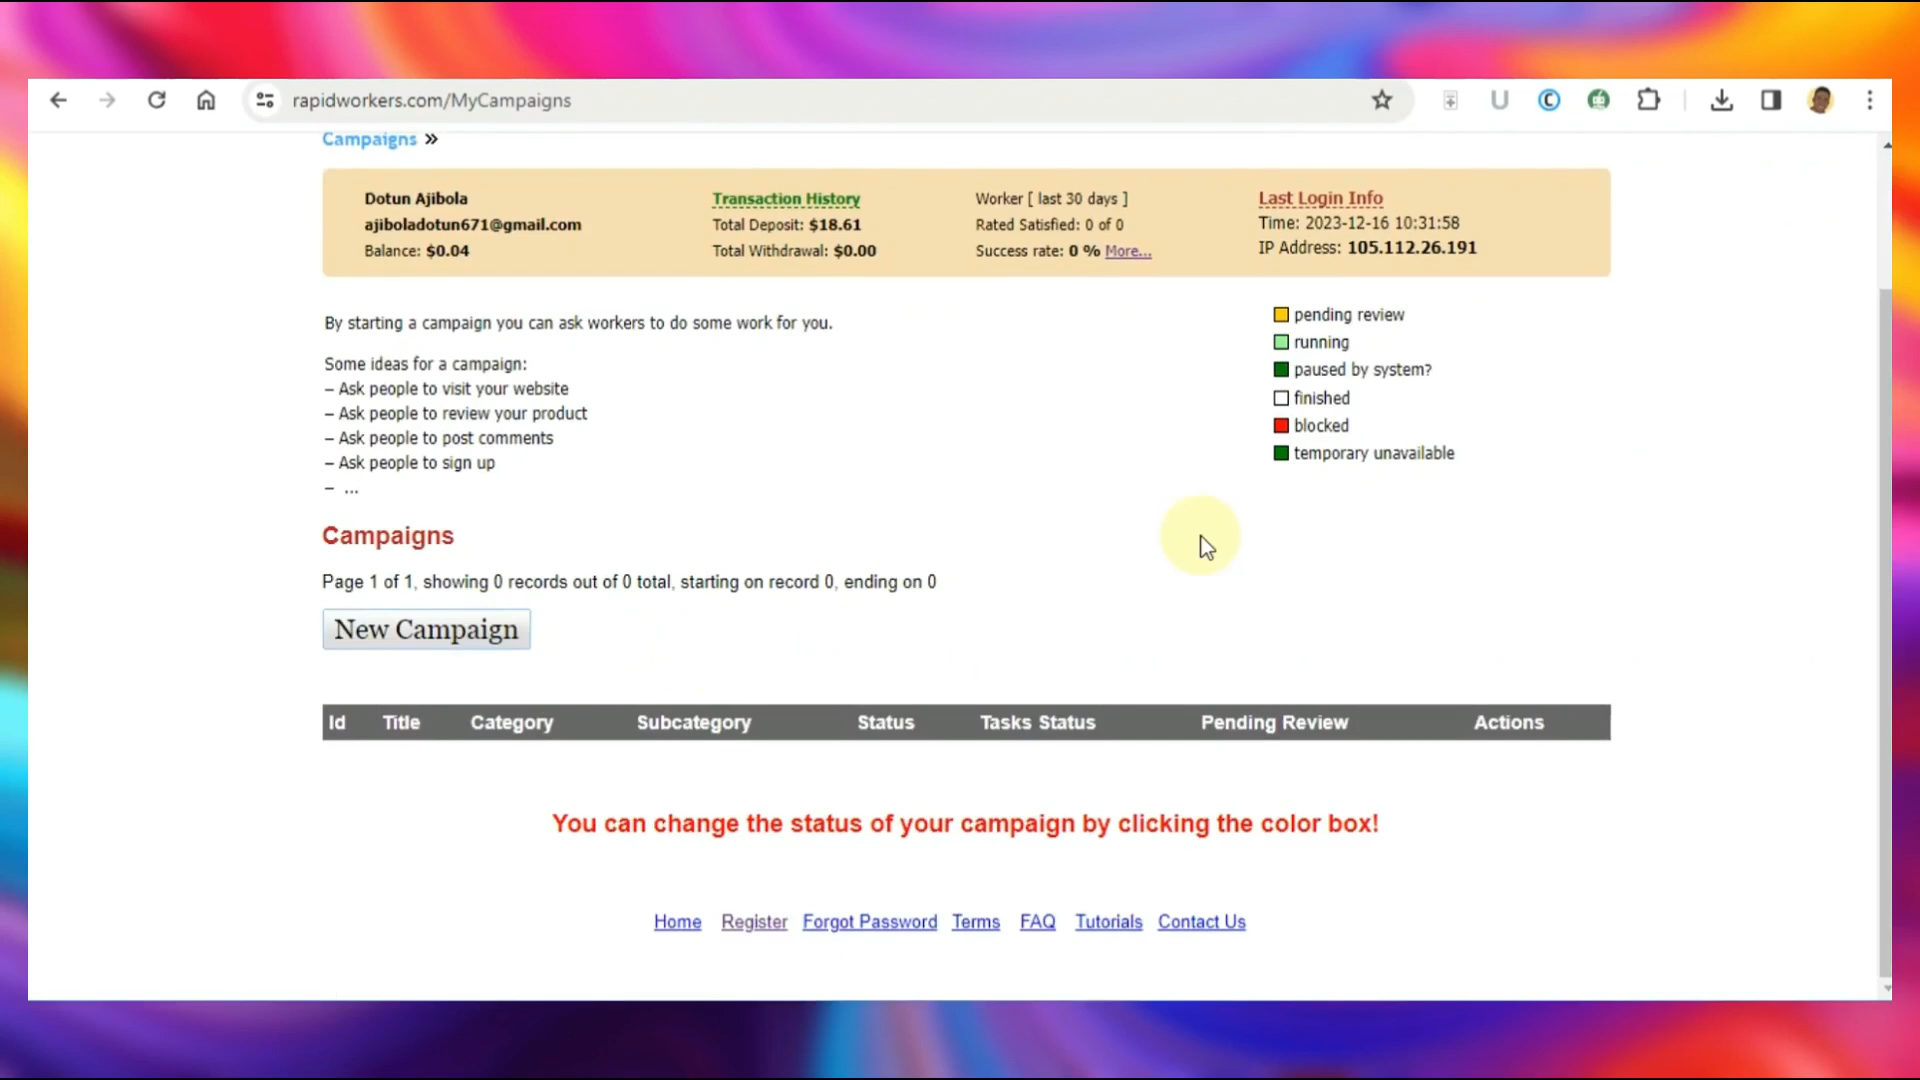 rapidworkers.com/MyCampaigns
Campaigns »
Dotun Ajibola
ajiboladotun671@gmail.com
Balance: $0.04
Transaction History
Total Deposit: $18.61
Total Withdrawal: $0.00
Worker [ last 30 days ]
Rated Satisfied: 0 of 0
Success rate: 0 % More...
Last Login Info
Time: 2023-12-16 10:31:58
IP Address: 105.112.26.191
By starting a campaign you can ask workers to do some work for you.
Some ideas for a campaign:
– Ask people to visit your website
– Ask people to review your product
– Ask people to post comments
– Ask people to sign up
– ...
pending review
running
paused by system?
finished
blocked
temporary unavailable
Campaigns
Page 1 of 1, showing 0 records out of 0 total, starting on record 0, ending on 0
New Campaign
Id Title Category Subcategory Status Tasks Status Pending Review Actions
You can change the status of your campaign by clicking the color box!
Home Register Forgot Password Terms FAQ Tutorials Contact Us